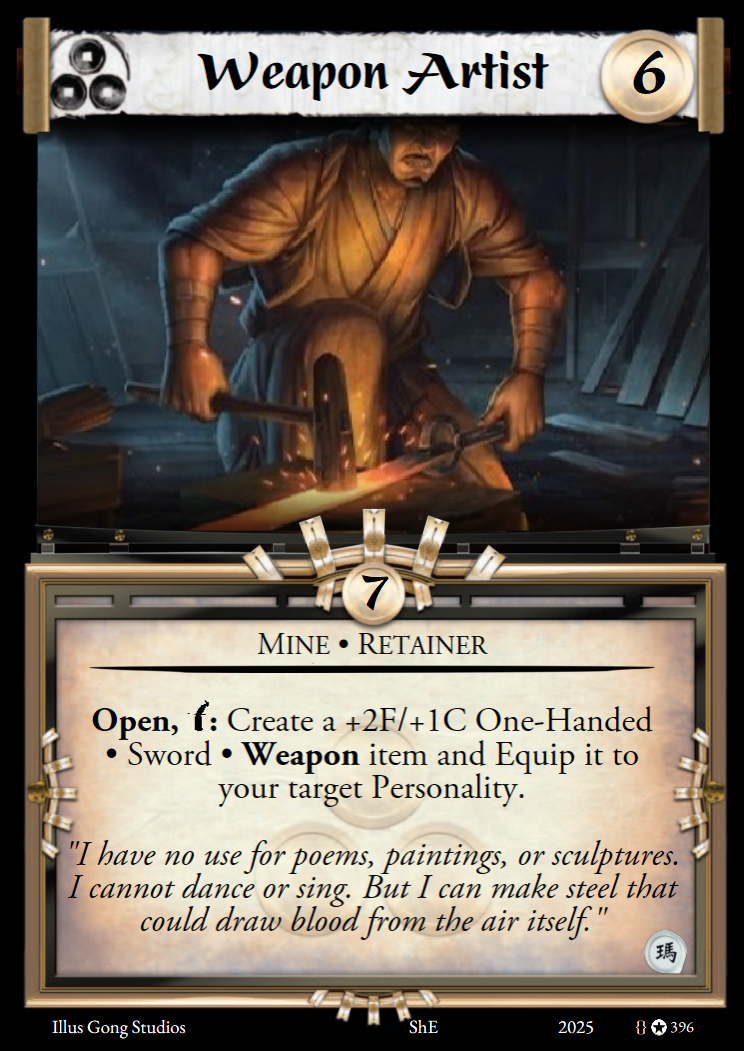 Weapon Artist
6
7
Mine • Retainer
Open, : Create a +2F/+1C One-Handed
• Sword • Weapon item and Equip it to
your target Personality.
"I have no use for poems, paintings, or sculptures.
I cannot dance or sing. But I can make steel that
could draw blood from the air itself."
瑪
Illus Gong Studios ShE 2025 {} 396